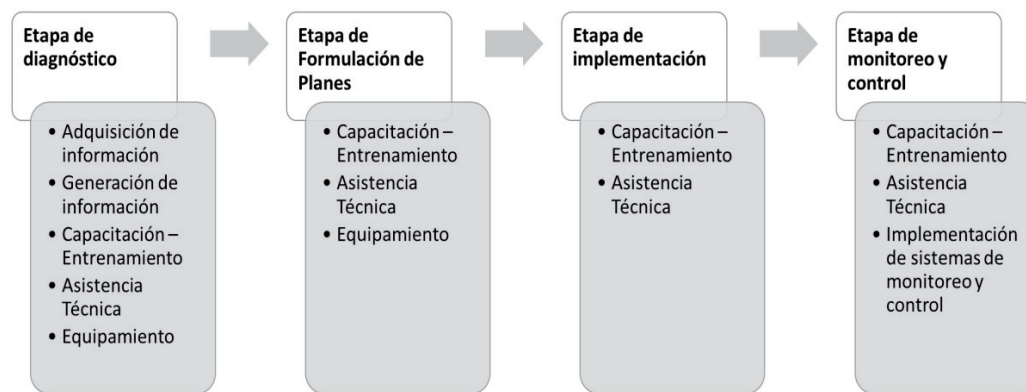 Etapa de
diagnóstico
• Adquisición de
información
• Generación de
información
• Capacitación –
Entrenamiento
• Asistencia
Técnica
• Equipamiento
Etapa de
Formulación de
Planes
• Capacitación –
Entrenamiento
• Asistencia
Técnica
• Equipamiento
Etapa de
implementación
• Capacitación –
Entrenamiento
• Asistencia
Técnica
Etapa de
monitoreo y
control
• Capacitación –
Entrenamiento
• Asistencia
Técnica
• Implementación
de sistemas de
monitoreo y
control